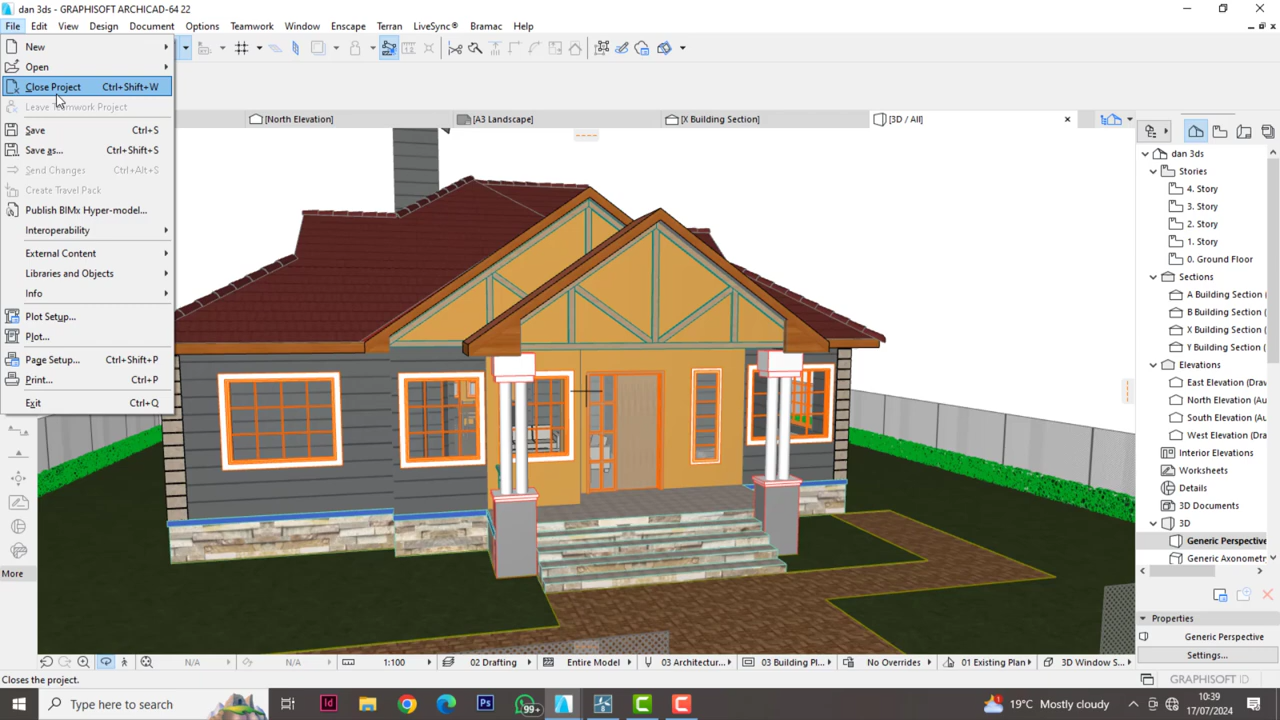 dan 3ds - GRAPHISOFT ARCHICAD-64 22
File Edit View Design Document Options Teamwork Window Enscape Terran LiveSync® Bramac Help
New
Open
Close Project Ctrl+Shift+W
Leave Teamwork Project
Save Ctrl+S
Save as... Ctrl+Shift+S
Send Changes Ctrl+Alt+S
Create Travel Pack
Publish BIMx Hyper-model...
Interoperability
External Content
Libraries and Objects
Info
Plot Setup...
Plot...
Page Setup... Ctrl+Shift+P
Print... Ctrl+P
Exit Ctrl+Q
More
[North Elevation]
[A3 Landscape]
[X Building Section]
[3D / All]
dan 3ds
Stories
4. Story
3. Story
2. Story
1. Story
0. Ground Floor
Sections
A Building Section
B Building Section
X Building Section
Y Building Section
Elevations
East Elevation (Dra
North Elevation (Au
South Elevation (Au
West Elevation (Dra
Interior Elevations
Worksheets
Details
3D Documents
3D
Generic Perspective
Generic Axonometr
Properties
Generic Perspective
Settings...
N/A N/A 1:100 02 Drafting Entire Model 03 Architectur... 03 Building Pl... No Overrides 01 Existing Plan 3D Window S...
Closes the project.
GRAPHISOFT ID
Type here to search
Id
Ps
99+
19°C Mostly cloudy
10:39
17/07/2024